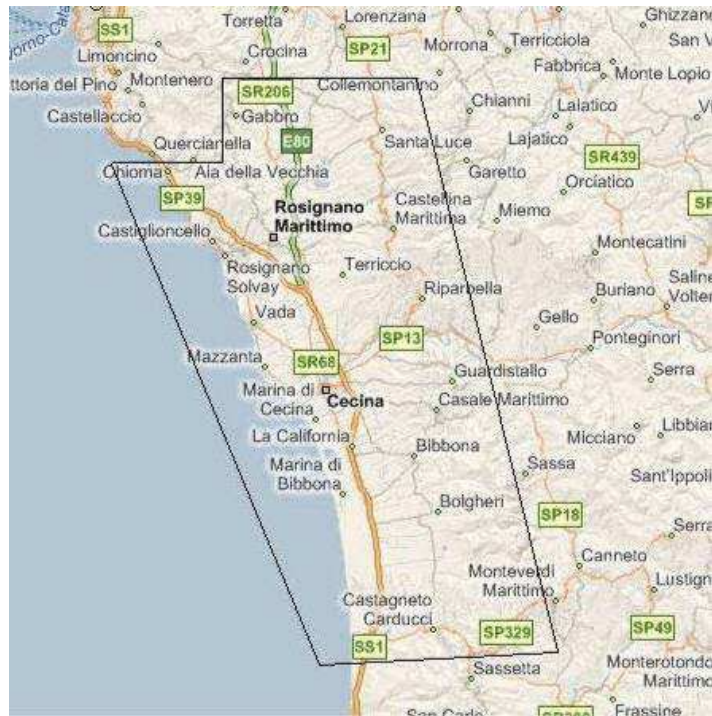 Torretta
Lorenzana
Ghizzan
SS1
SP21
Morrona
Terricciola
San V
Limoncino
Crocina
Fabbrica
Monte Lopio
ttoria del Pino
Montenero
SR206
Collemontanino
Castellaccio
Gabbro
Chianni
Lalatico
Quercianella
E80
Santa Luce
Lajatico
Chioma
Aia della Vecchia
Garetto
SR439
SP39
Castellina
Marittima
Orciatico
Rosignano
Marittimo
Miemo
Castiglioncello
Montecatini
Rosignano
Solvay
Terriccio
Riparbella
Buriano
Saline
Volter
Vada
Gello
SP13
Ponteginori
Mazzanta
SR68
Guardistallo
Serra
Marina di
Cecina
Cecina
Casale Marittimo
Micciano
Libbian
La California
Bibbona
Marina di
Bibbona
Sassa
Sant'Ippoli
Bolgheri
SP18
Serra
Canneto
Monteverdi
Marittimo
Lustign
Castagneto
Carducci
SP329
SP49
SS1
Sassetta
Monterotondo
Marittimo
San Carlo
Frassine